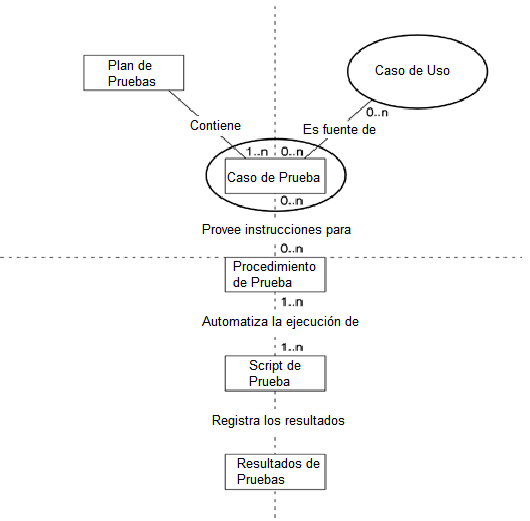 Plan de
Pruebas
Caso de Uso
Contiene
Es fuente de
0..n
1..n
0..n
Caso de Prueba
0..n
Provee instrucciones para
0..n
Procedimiento
de Prueba
1..n
Automatiza la ejecución de
1..n
Script de
Prueba
Registra los resultados
Resultados de
Pruebas